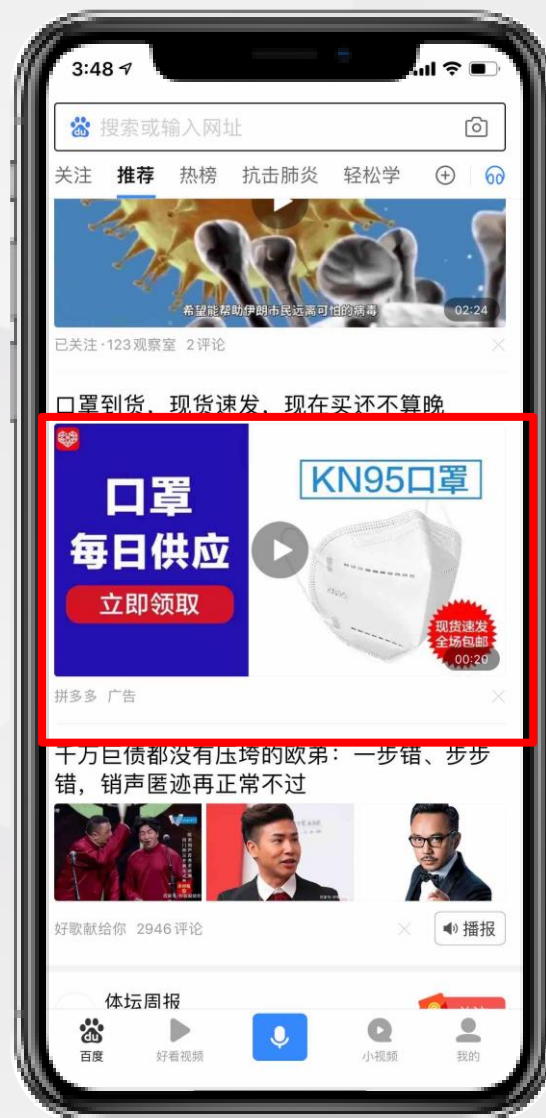 3:48
du 搜索或输入网址
关注 推荐 热榜 抗击肺炎 轻松学
希望能帮助伊朗市民远离可怕的病毒
02:24
已关注·123观察室 2评论
口罩到货，现货速发，现在买还不算晚
口罩
每日供应
立即领取
KN95口罩
KN95
现货速发
全场包邮
00:20
拼多多 广告
千万巨债都没有压垮的欧弟：一步错、步步
错，销声匿迹再正常不过
好歌献给你 2946评论
播报
体坛周报
du
百度 好看视频 小视频 我的